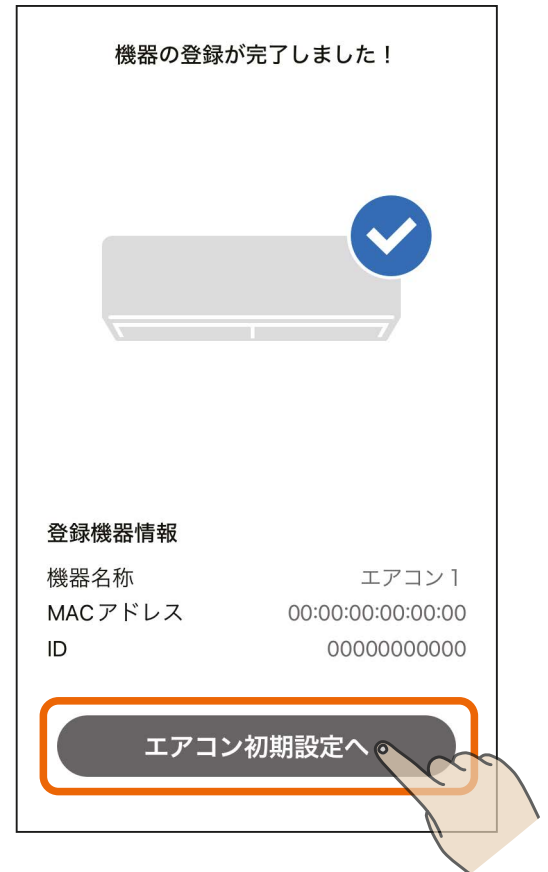 機器の登録が完了しました！
登録機器情報
機器名称 エアコン1
MACアドレス 00:00:00:00:00:00
ID 00000000000
エアコン初期設定へ